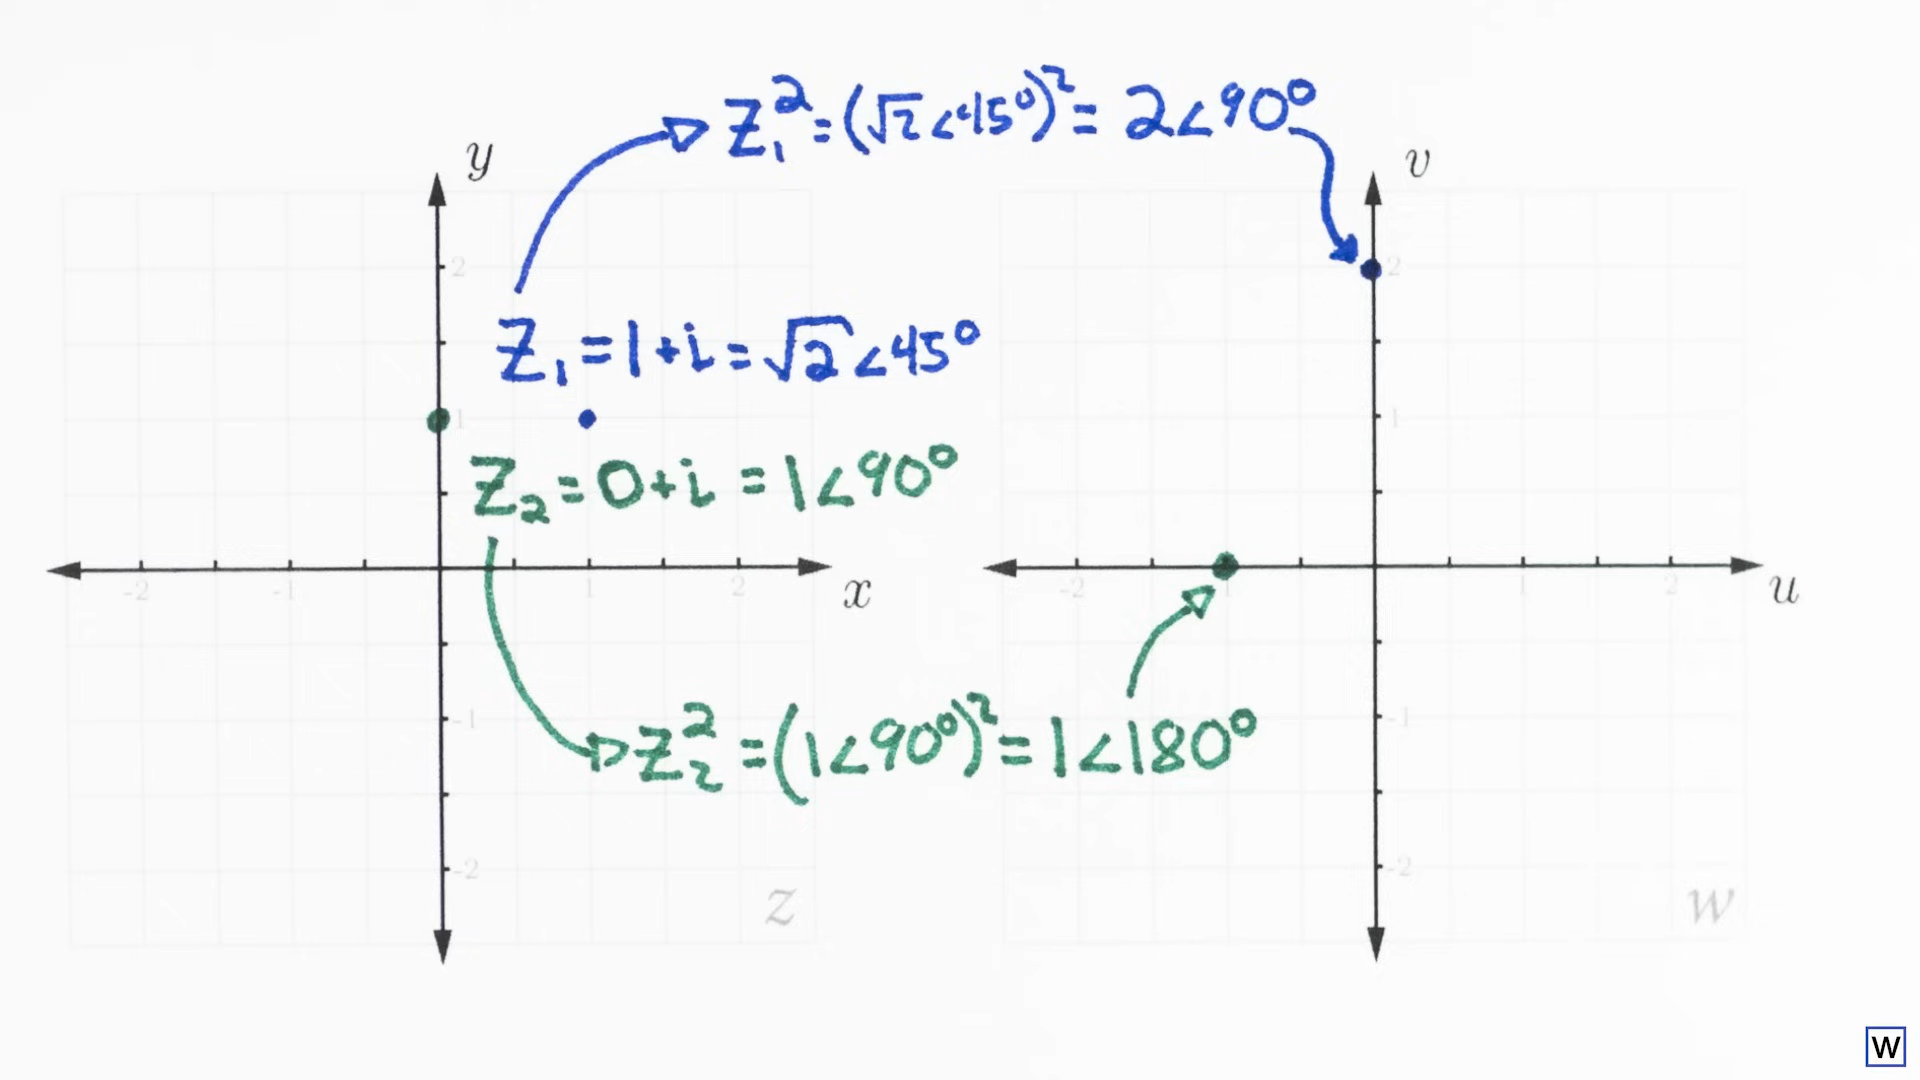 Z₁² = (√2∠45°)² = 2∠90°
y
v
2
2
Z₁ = 1+i = √2∠45°
1
1
Z₂ = 0+i = 1∠90°
-2 -1 1 2 x
-2 -1 1 2 u
-1
-1
Z₂² = (1∠90°)² = 1∠180°
-2
-2
z
w
W